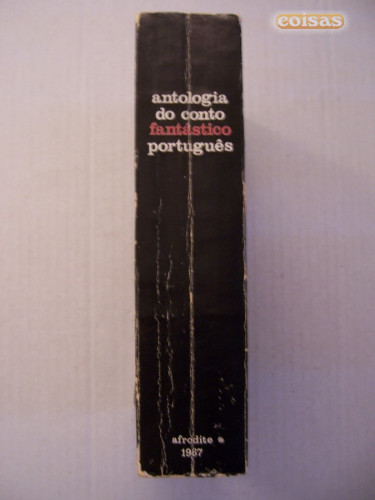 coisas
antologia
do conto
fantástico
português
afrodite
1967